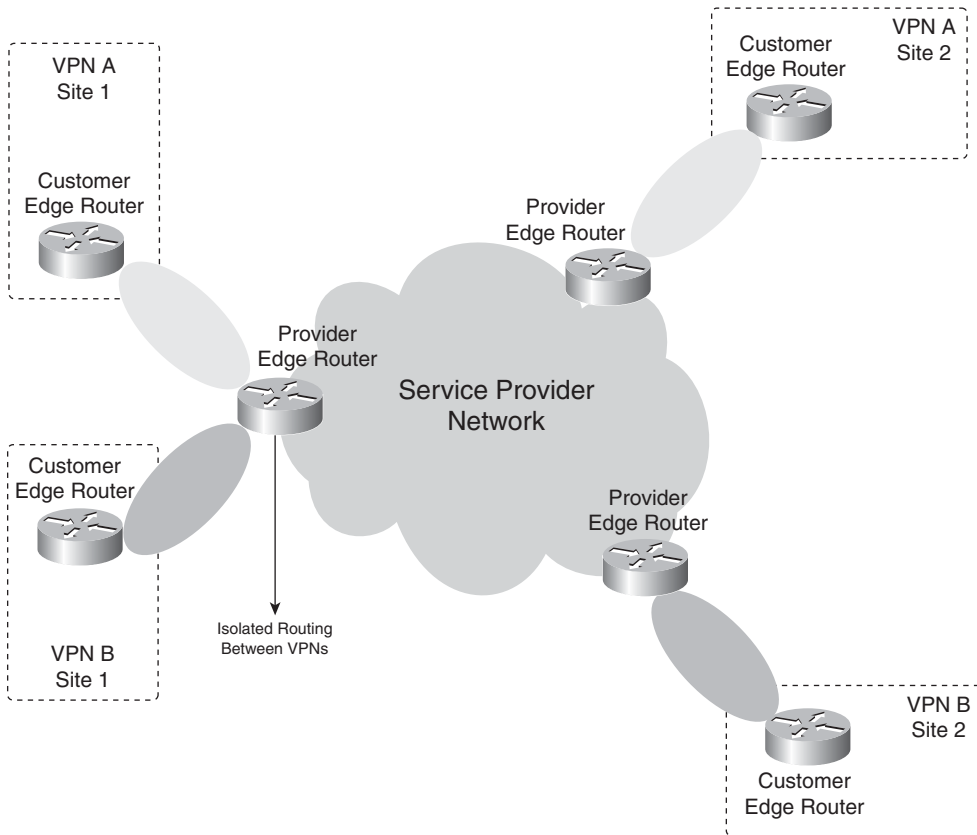 VPN A
Site 1
Customer
Edge Router
Customer
Edge Router
VPN A
Site 2
Provider
Edge Router
Provider
Edge Router
Service Provider
Network
Customer
Edge Router
VPN B
Site 1
Isolated Routing
Between VPNs
Provider
Edge Router
VPN B
Site 2
Customer
Edge Router